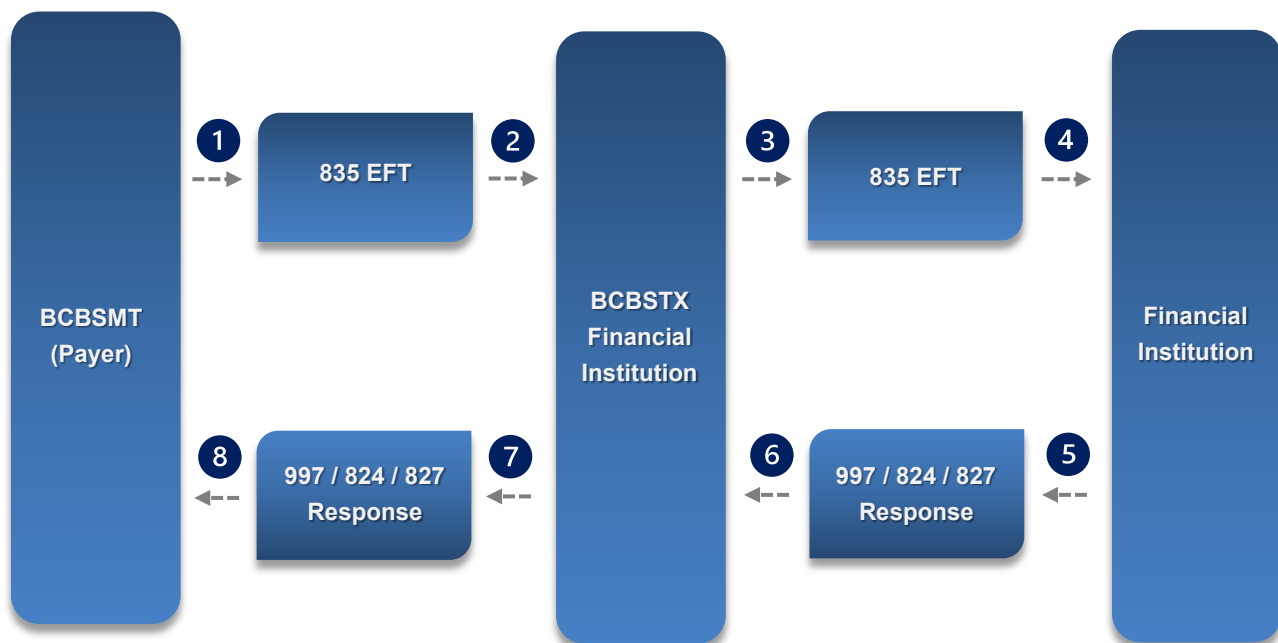 1
835 EFT
2
3
835 EFT
4
BCBSMT
(Payer)
BCBSTX
Financial
Institution
Financial
Institution
8
997 / 824 / 827
Response
7
6
997 / 824 / 827
Response
5